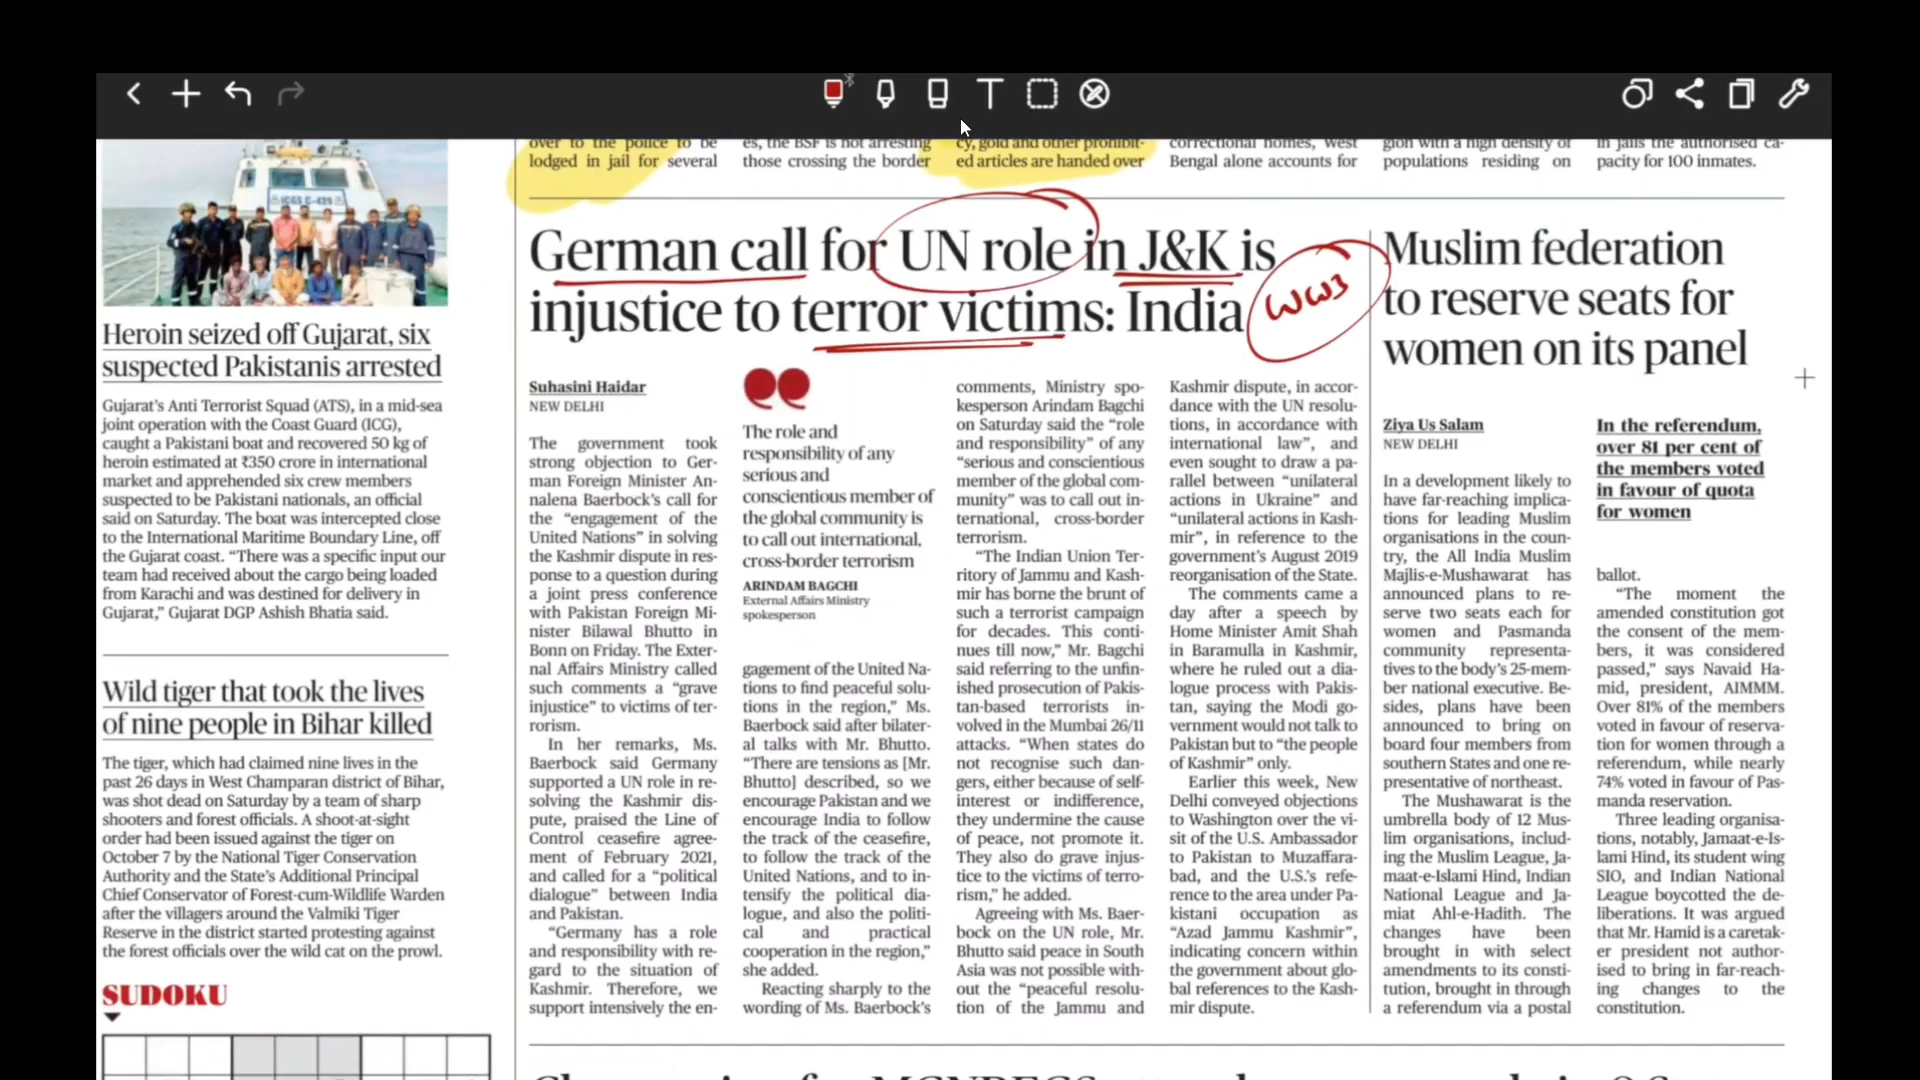 over to the police to be
lodged in jail for several
es, the BSF is not arresting
those crossing the border
cy, gold and other prohibit-
ed articles are handed over
correctional homes, West
Bengal alone accounts for
gion with a high density of
populations residing on
in jails the authorised ca-
pacity for 100 inmates.
ICGS C-429
Heroin seized off Gujarat, six
suspected Pakistanis arrested
Gujarat's Anti Terrorist Squad (ATS), in a mid-sea
joint operation with the Coast Guard (ICG),
caught a Pakistani boat and recovered 50 kg of
heroin estimated at ₹350 crore in international
market and apprehended six crew members
suspected to be Pakistani nationals, an official
said on Saturday. The boat was intercepted close
to the International Maritime Boundary Line, off
the Gujarat coast. “There was a specific input our
team had received about the cargo being loaded
from Karachi and was destined for delivery in
Gujarat,” Gujarat DGP Ashish Bhatia said.
Wild tiger that took the lives
of nine people in Bihar killed
The tiger, which had claimed nine lives in the
past 26 days in West Champaran district of Bihar,
was shot dead on Saturday by a team of sharp
shooters and forest officials. A shoot-at-sight
order had been issued against the tiger on
October 7 by the National Tiger Conservation
Authority and the State's Additional Principal
Chief Conservator of Forest-cum-Wildlife Warden
after the villagers around the Valmiki Tiger
Reserve in the district started protesting against
the forest officials over the wild cat on the prowl.
SUDOKU
German call for UN role in J&K is
injustice to terror victims: India
WW3
Suhasini Haidar
NEW DELHI
The government took
strong objection to Ger-
man Foreign Minister An-
nalena Baerbock's call for
the “engagement of the
United Nations” in solving
the Kashmir dispute in res-
ponse to a question during
a joint press conference
with Pakistan Foreign Mi-
nister Bilawal Bhutto in
Bonn on Friday. The Exter-
nal Affairs Ministry called
such comments a “grave
injustice” to victims of ter-
rorism.
In her remarks, Ms.
Baerbock said Germany
supported a UN role in re-
solving the Kashmir dis-
pute, praised the Line of
Control ceasefire agree-
ment of February 2021,
and called for a “political
dialogue” between India
and Pakistan.
“Germany has a role
and responsibility with re-
gard to the situation of
Kashmir. Therefore, we
support intensively the en-
The role and
responsibility of any
serious and
conscientious member of
the global community is
to call out international,
cross-border terrorism
ARINDAM BAGCHI
External Affairs Ministry
spokesperson
gagement of the United Na-
tions to find peaceful solu-
tions in the region,” Ms.
Baerbock said after bilater-
al talks with Mr. Bhutto.
“There are tensions as [Mr.
Bhutto] described, so we
encourage Pakistan and we
encourage India to follow
the track of the ceasefire,
to follow the track of the
United Nations, and to in-
tensify the political dia-
logue, and also the politi-
cal and practical
cooperation in the region,”
she added.
Reacting sharply to the
wording of Ms. Baerbock's
comments, Ministry spo-
kesperson Arindam Bagchi
on Saturday said the “role
and responsibility” of any
“serious and conscientious
member of the global com-
munity” was to call out in-
ternational, cross-border
terrorism.
“The Indian Union Ter-
ritory of Jammu and Kash-
mir has borne the brunt of
such a terrorist campaign
for decades. This conti-
nues till now,” Mr. Bagchi
said referring to the unfin-
ished prosecution of Pakis-
tan-based terrorists in-
volved in the Mumbai 26/11
attacks. “When states do
not recognise such dan-
gers, either because of self-
interest or indifference,
they undermine the cause
of peace, not promote it.
They also do grave injus-
tice to the victims of terro-
rism,” he added.
Agreeing with Ms. Baer-
bock on the UN role, Mr.
Bhutto said peace in South
Asia was not possible with-
out the “peaceful resolu-
tion of the Jammu and
Kashmir dispute, in accor-
dance with the UN resolu-
tions, in accordance with
international law”, and
even sought to draw a pa-
rallel between “unilateral
actions in Ukraine” and
“unilateral actions in Kash-
mir”, in reference to the
government's August 2019
reorganisation of the State.
The comments came a
day after a speech by
Home Minister Amit Shah
in Baramulla in Kashmir,
where he ruled out a dia-
logue process with Pakis-
tan, saying the Modi go-
vernment would not talk to
Pakistan but to “the people
of Kashmir” only.
Earlier this week, New
Delhi conveyed objections
to Washington over the vi-
sit of the U.S. Ambassador
to Pakistan to Muzaffara-
bad, and the U.S.'s refe-
rence to the area under Pa-
kistani occupation as
“Azad Jammu Kashmir”,
indicating concern within
the government about glo-
bal references to the Kash-
mir dispute.
Muslim federation
to reserve seats for
women on its panel
Ziya Us Salam
NEW DELHI
In a development likely to
have far-reaching implica-
tions for leading Muslim
organisations in the coun-
try, the All India Muslim
Majlis-e-Mushawarat has
announced plans to re-
serve two seats each for
women and Pasmanda
community representa-
tives to the body's 25-mem-
ber national executive. Be-
sides, plans have been
announced to bring on
board four members from
southern States and one re-
presentative of northeast.
The Mushawarat is the
umbrella body of 12 Mus-
lim organisations, includ-
ing the Muslim League, Ja-
maat-e-Islami Hind, Indian
National League and Ja-
miat Ahl-e-Hadith. The
changes have been
brought in with select
amendments to its consti-
tution, brought in through
a referendum via a postal
In the referendum,
over 81 per cent of
the members voted
in favour of quota
for women
ballot.
“The moment the
amended constitution got
the consent of the mem-
bers, it was considered
passed,” says Navaid Ha-
mid, president, AIMMM.
Over 81% of the members
voted in favour of reserva-
tion for women through a
referendum, while nearly
74% voted in favour of Pas-
manda reservation.
Three leading organisa-
tions, notably, Jamaat-e-Is-
lami Hind, its student wing
SIO, and Indian National
League boycotted the de-
liberations. It was argued
that Mr. Hamid is a caretak-
er president not author-
ised to bring in far-reach-
ing changes to the
constitution.